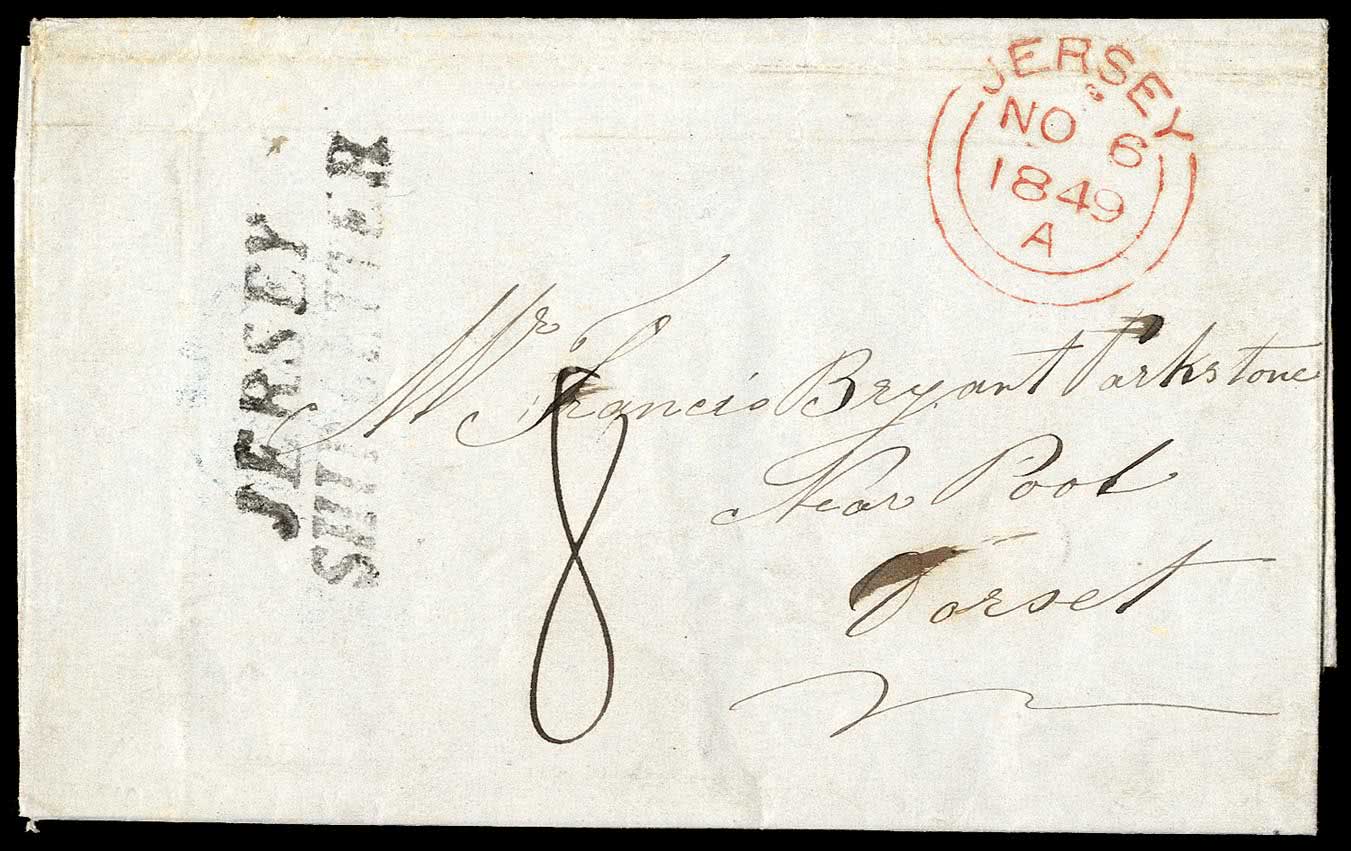 JERSEY
NO 6
1849
A
JERSEY
SHIP LETTER
Mr Francis Bryant Parkstone
Near Pool
Dorset
8